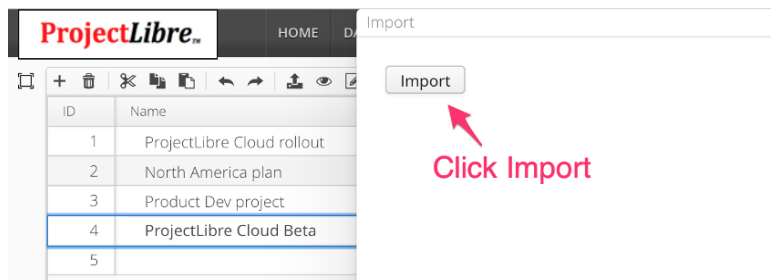 ProjectLibre™
HOME
Import
Import
Click Import
ID Name
1 ProjectLibre Cloud rollout
2 North America plan
3 Product Dev project
4 ProjectLibre Cloud Beta
5